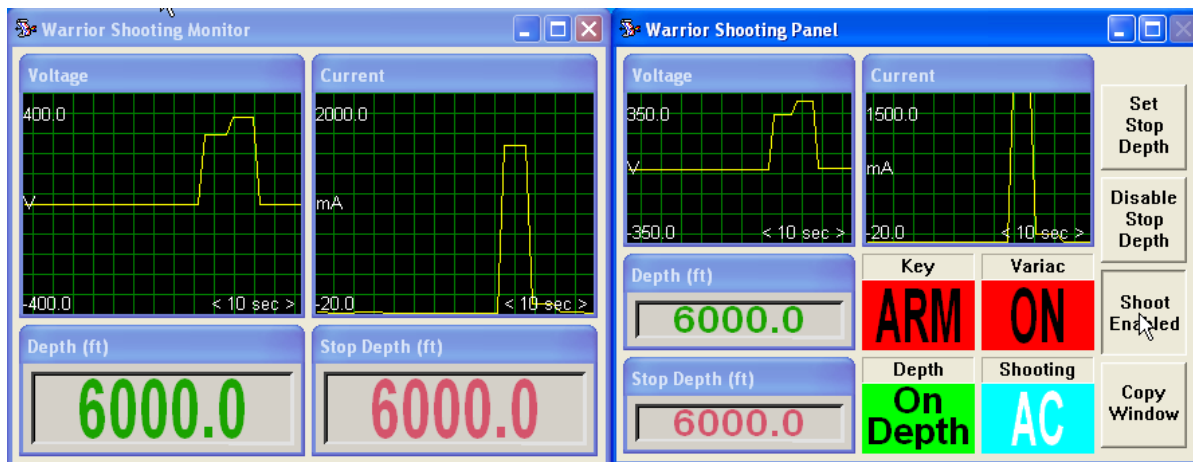 Warrior Shooting Monitor
Voltage
400.0
V
-400.0
< 10 sec >
Current
2000.0
mA
-20.0
< 10 sec >
Depth (ft)
6000.0
Stop Depth (ft)
6000.0
Warrior Shooting Panel
Voltage
350.0
V
-350.0
< 10 sec >
Current
1500.0
mA
-20.0
< 10 sec >
Depth (ft)
6000.0
Stop Depth (ft)
6000.0
Key
ARM
Variac
ON
Depth
On
Depth
Shooting
AC
Set
Stop
Depth
Disable
Stop
Depth
Shoot
Enabled
Copy
Window